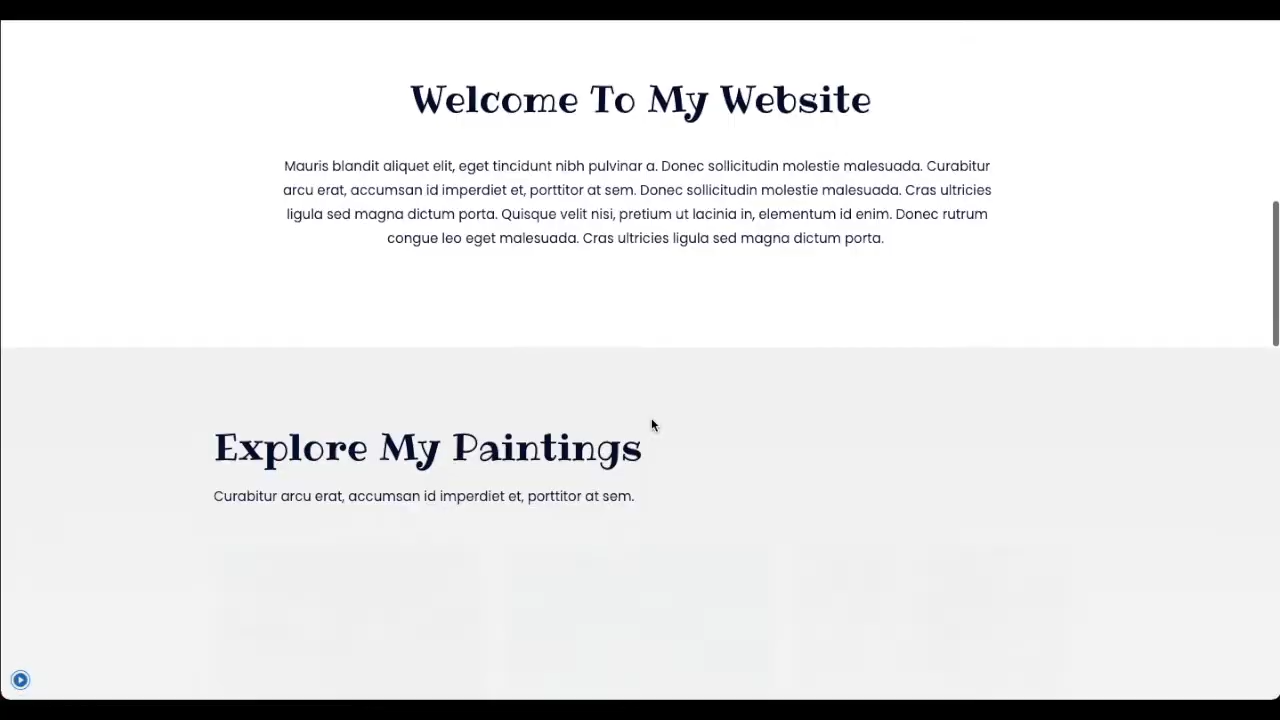 Welcome To My Website
Mauris blandit aliquet elit, eget tincidunt nibh pulvinar a. Donec sollicitudin molestie malesuada. Curabitur
arcu erat, accumsan id imperdiet et, porttitor at sem. Donec sollicitudin molestie malesuada. Cras ultricies
ligula sed magna dictum porta. Quisque velit nisi, pretium ut lacinia in, elementum id enim. Donec rutrum
congue leo eget malesuada. Cras ultricies ligula sed magna dictum porta.
Explore My Paintings
Curabitur arcu erat, accumsan id imperdiet et, porttitor at sem.